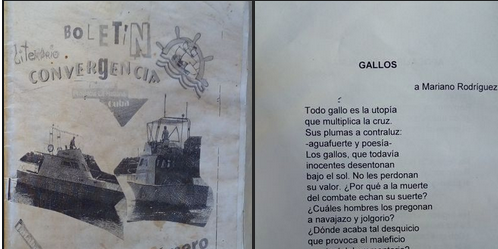 BOLETIN
Literario
CONVERGENCIA
GALLOS
a Mariano Rodríguez
Todo gallo es la utopía
que multiplica la cruz.
Sus plumas a contraluz:
-aguafuerte y poesía-
Los gallos, que todavía
inocentes desentonan
bajo el sol. No les perdonan
su valor. ¿Por qué a la muerte
del combate echan su suerte?
¿Cuáles hombres los pregonan
a navajazo y jolgorio?
¿Dónde acaba tal desquicio
que provoca el maleficio